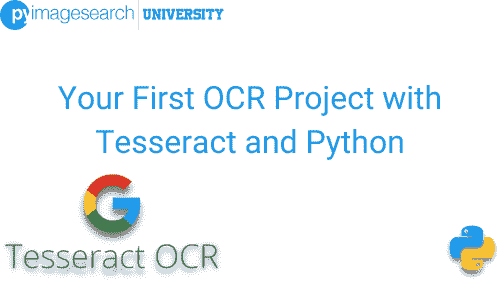 pyimagesearch UNIVERSITY
Your First OCR Project with
Tesseract and Python
Tesseract OCR